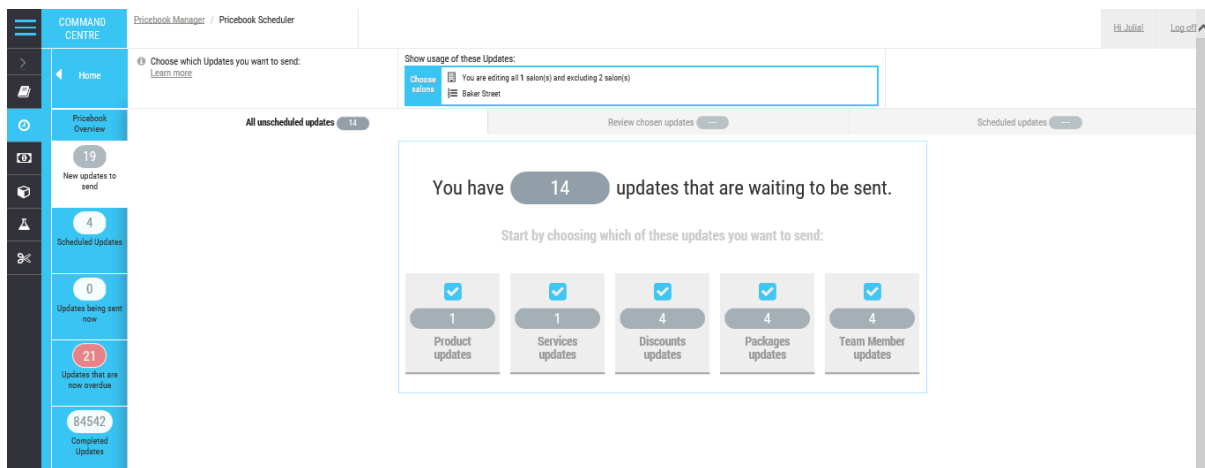 COMMAND
CENTRE
Pricebook Manager / Pricebook Scheduler
Hi Julia!
Log off
Home
Choose which Updates you want to send:
Learn more
Show usage of these Updates:
Choose
salons
You are editing all 1 salon(s) and excluding 2 salon(s)
Baker Street
Pricebook
Overview
All unscheduled updates 14
Review chosen updates ---
Scheduled updates ---
19
New updates to
send
4
Scheduled Updates
0
Updates being sent
now
21
Updates that are
now overdue
84542
Completed
Updates
You have 14 updates that are waiting to be sent.
Start by choosing which of these updates you want to send:
1
Product
updates
1
Services
updates
4
Discounts
updates
4
Packages
updates
4
Team Member
updates